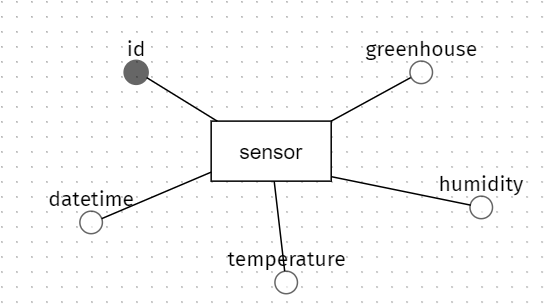 id
greenhouse
sensor
datetime
humidity
temperature